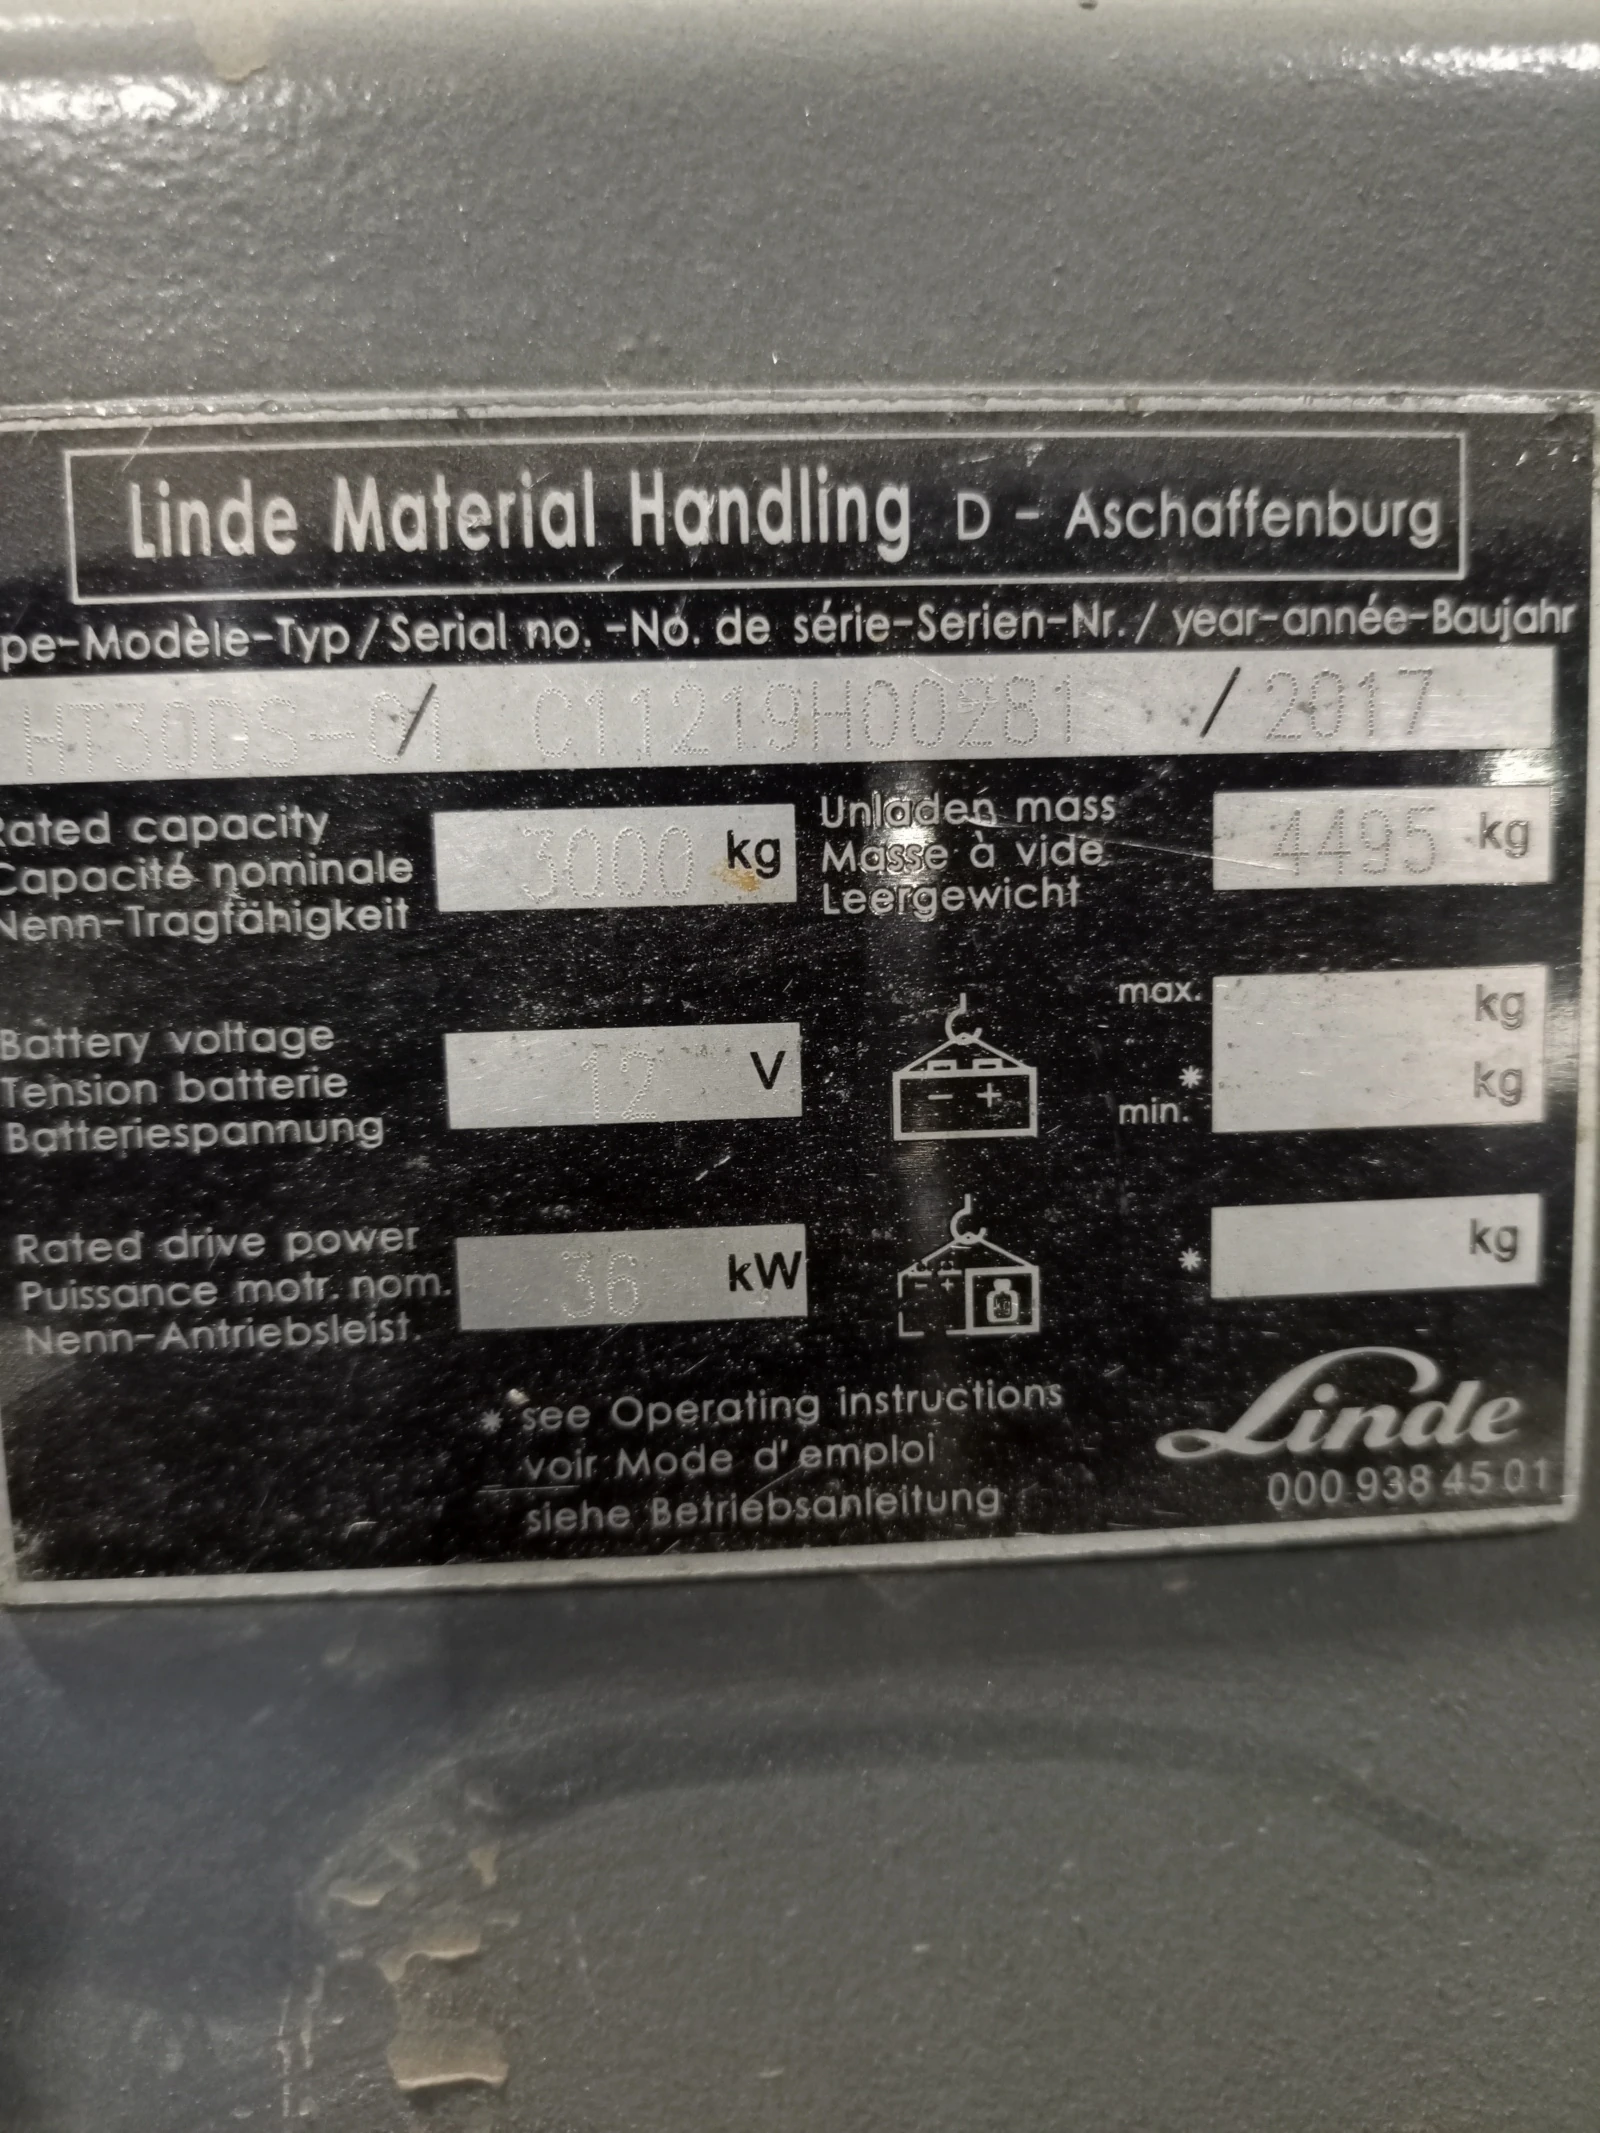 Linde Material Handling D - Aschaffenburg
pe-Modèle-Typ/Serial no. -No. de série-Serien-Nr./ year-année-Baujahr
HT30DS-01 / C11219H00281 / 2017
Rated capacity
Capacité nominale
Nenn-Tragfähigkeit
3000 kg
Unladen mass
Masse à vide
Leergewicht
4495 kg
Battery voltage
Tension batterie
Batteriespannung
12 V
- +
max. kg
* kg
min.
Rated drive power
Puissance motr. nom.
Nenn-Antriebsleist.
36 kW
- +
kg
* kg
* see Operating instructions
voir Mode d'emploi
siehe Betriebsanleitung
Linde
000 938 45 01